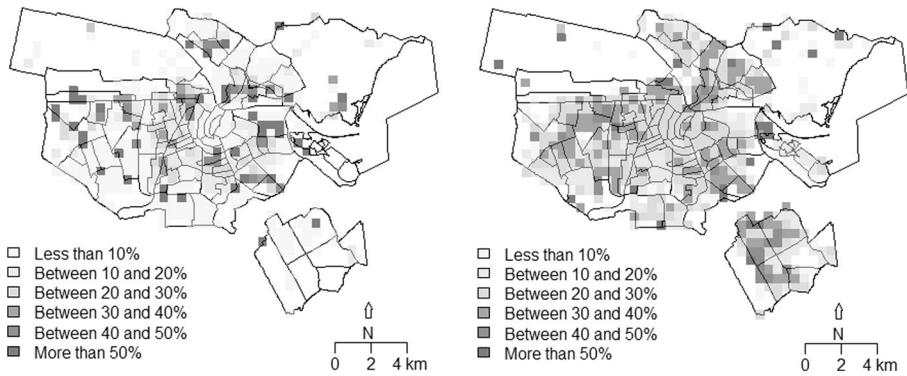 Less than 10%
Between 10 and 20%
Between 20 and 30%
Between 30 and 40%
Between 40 and 50%
More than 50%
N
0 2 4 km
Less than 10%
Between 10 and 20%
Between 20 and 30%
Between 30 and 40%
Between 40 and 50%
More than 50%
N
0 2 4 km